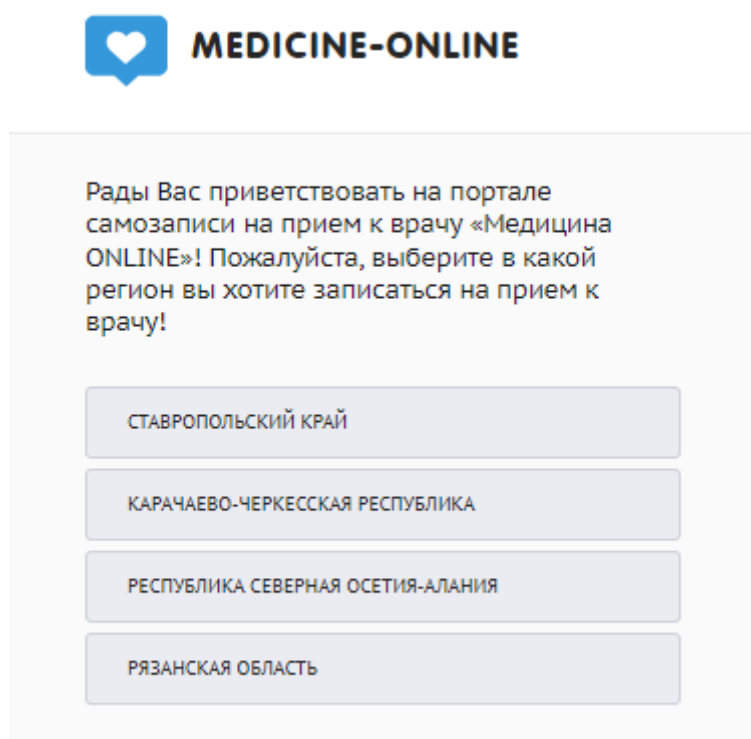 MEDICINE-ONLINE
Рады Вас приветствовать на портале
самозаписи на прием к врачу «Медицина
ONLINE»! Пожалуйста, выберите в какой
регион вы хотите записаться на прием к
врачу!
СТАВРОПОЛЬСКИЙ КРАЙ
КАРАЧАЕВО-ЧЕРКЕССКАЯ РЕСПУБЛИКА
РЕСПУБЛИКА СЕВЕРНАЯ ОСЕТИЯ-АЛАНИЯ
РЯЗАНСКАЯ ОБЛАСТЬ